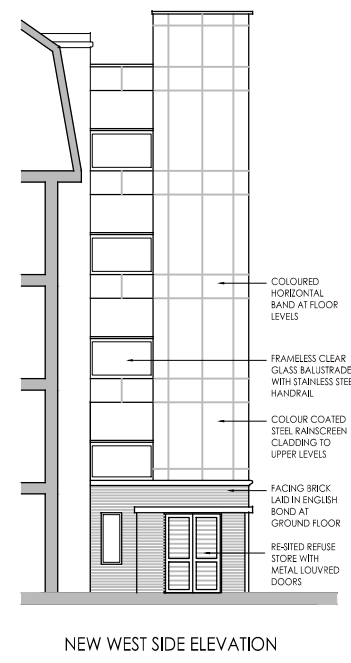 COLOURED
HORIZONTAL
BAND AT FLOOR
LEVELS
FRAMELESS CLEAR
GLASS BALUSTRADE
WITH STAINLESS STEE
HANDRAIL
COLOUR COATED
STEEL RAINSCREEN
CLADDING TO
UPPER LEVELS
FACING BRICK
LAID IN ENGLISH
BOND AT
GROUND FLOOR
RE-SITED REFUSE
STORE WITH
METAL LOUVRED
DOORS
NEW WEST SIDE ELEVATION